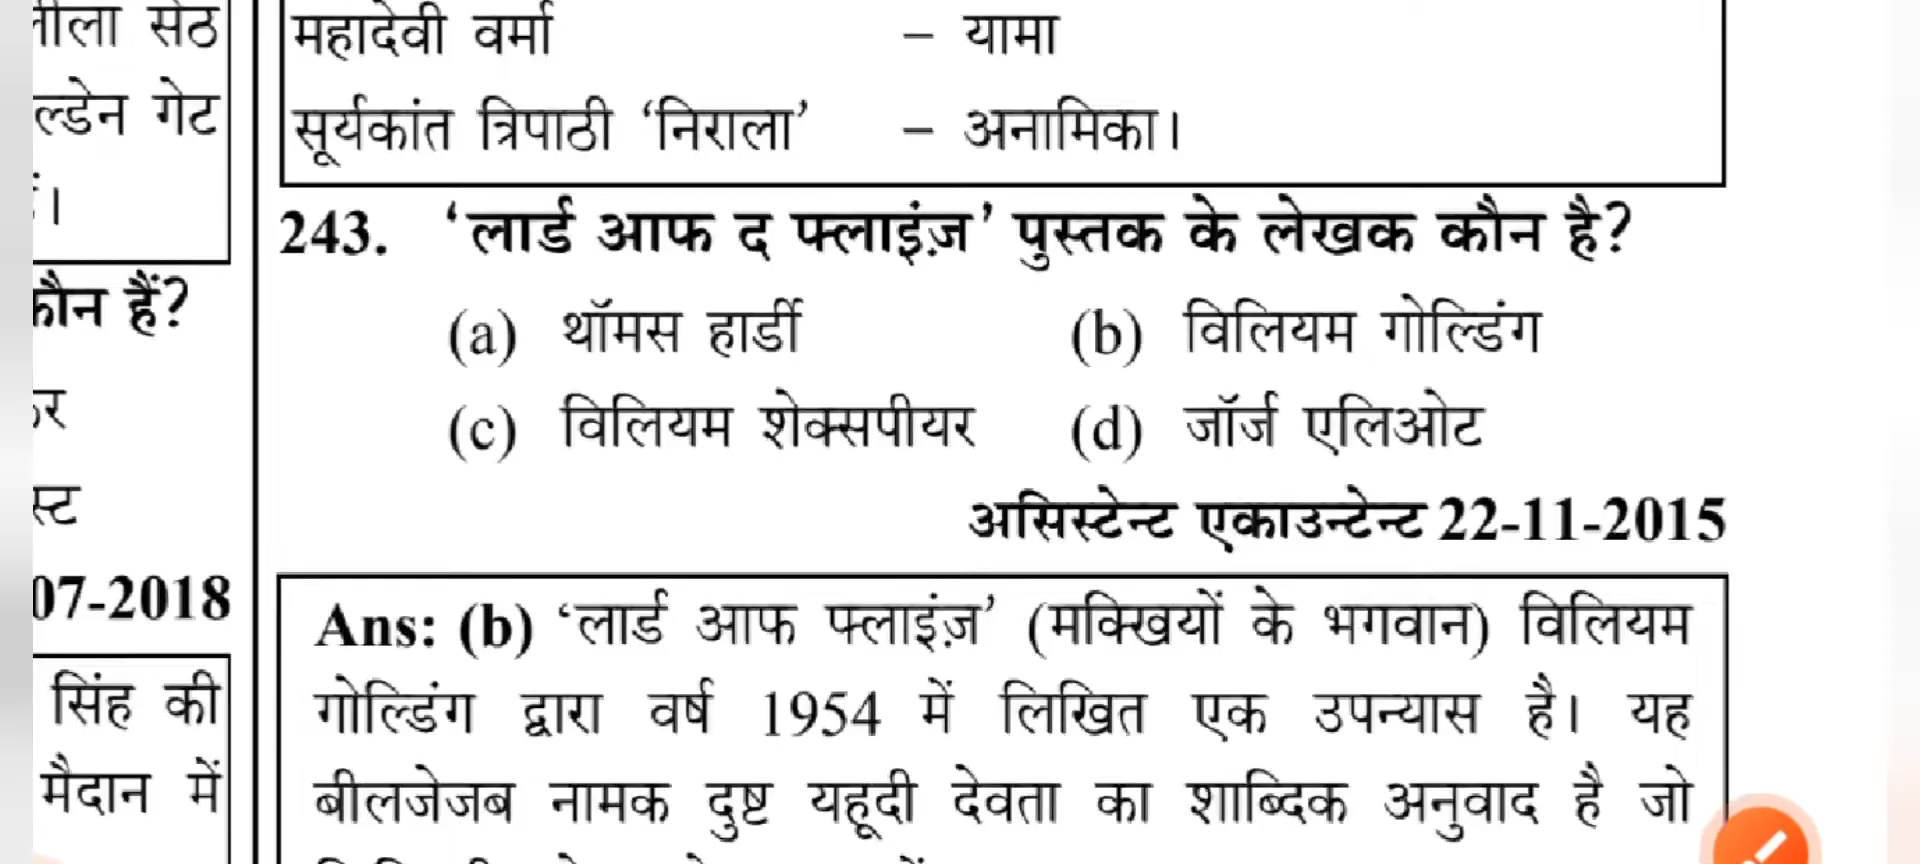 ल्डेन गेट
कौन हैं?
07-2018
सिंह की
मैदान में
महादेवी वर्मा – यामा
सूर्यकांत त्रिपाठी ‘निराला’ – अनामिका।
243. ‘लार्ड आफ द फ्लाइंज़’ पुस्तक के लेखक कौन है?
(a) थॉमस हार्डी (b) विलियम गोल्डिंग
(c) विलियम शेक्सपीयर (d) जॉर्ज एलिओट
असिस्टेन्ट एकाउन्टेन्ट 22-11-2015
Ans: (b) ‘लार्ड आफ फ्लाइंज़’ (मक्खियों के भगवान) विलियम
गोल्डिंग द्वारा वर्ष 1954 में लिखित एक उपन्यास है। यह
बीलजेजब नामक दुष्ट यहूदी देवता का शाब्दिक अनुवाद है जो